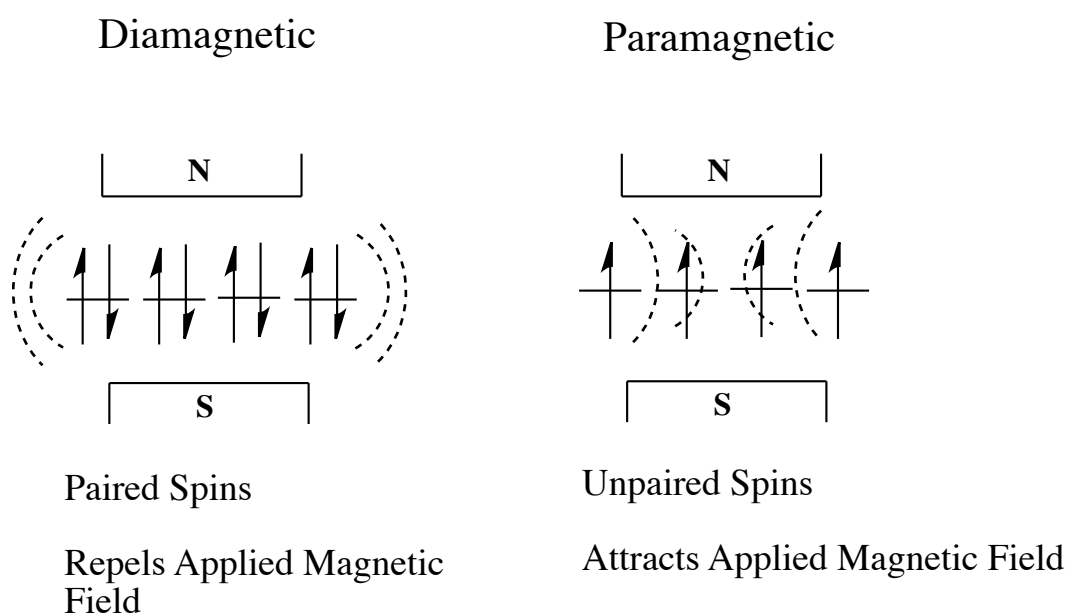 Diamagnetic
Paramagnetic
N
N
S
S
Paired Spins
Unpaired Spins
Repels Applied Magnetic
Field
Attracts Applied Magnetic Field